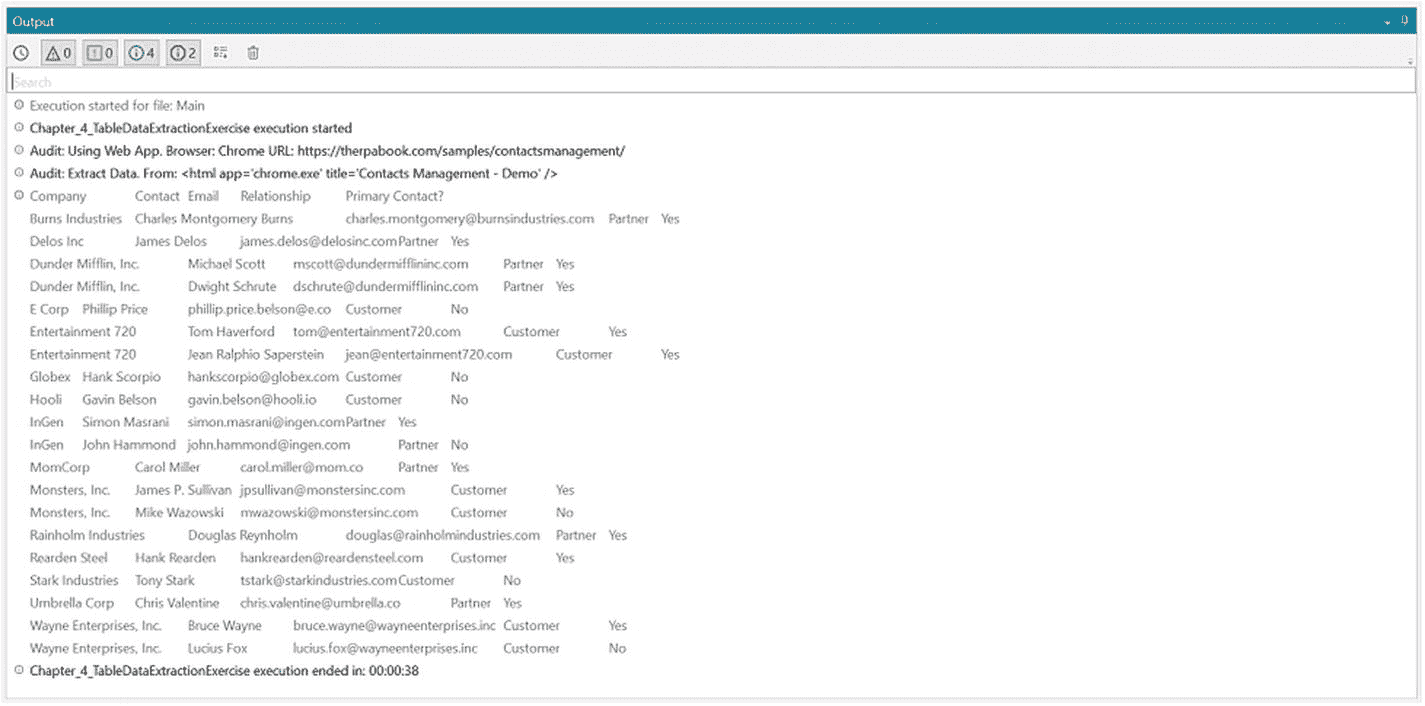 Output
0 0 4 2
Search
Execution started for file: Main
Chapter_4_TableDataExtractionExercise execution started
Audit: Using Web App. Browser: Chrome URL: https://therpabook.com/samples/contactsmanagement/
Audit: Extract Data. From: <html app='chrome.exe' title='Contacts Management - Demo' />
Company Contact Email Relationship Primary Contact?
Burns Industries Charles Montgomery Burns charles.montgomery@burnsindustries.com Partner Yes
Delos Inc James Delos james.delos@delosinc.comPartner Yes
Dunder Mifflin, Inc. Michael Scott mscott@dundermifflininc.com Partner Yes
Dunder Mifflin, Inc. Dwight Schrute dschrute@dundermifflininc.com Partner Yes
E Corp Phillip Price phillip.price.belson@e.co Customer No
Entertainment 720 Tom Haverford tom@entertainment720.com Customer Yes
Entertainment 720 Jean Ralphio Saperstein jean@entertainment720.com Customer Yes
Globex Hank Scorpio hankscorpio@globex.com Customer No
Hooli Gavin Belson gavin.belson@hooli.io Customer No
InGen Simon Masrani simon.masrani@ingen.comPartner Yes
InGen John Hammond john.hammond@ingen.com Partner No
MomCorp Carol Miller carol.miller@mom.co Partner Yes
Monsters, Inc. James P. Sullivan jpsullivan@monstersinc.com Customer Yes
Monsters, Inc. Mike Wazowski mwazowski@monstersinc.com Customer No
Rainholm Industries Douglas Reynholm douglas@rainholmindustries.com Partner Yes
Rearden Steel Hank Rearden hankrearden@reardensteel.com Customer Yes
Stark Industries Tony Stark tstark@starkindustries.comCustomer No
Umbrella Corp Chris Valentine chris.valentine@umbrella.co Partner Yes
Wayne Enterprises, Inc. Bruce Wayne bruce.wayne@wayneenterprises.inc Customer Yes
Wayne Enterprises, Inc. Lucius Fox lucius.fox@wayneenterprises.inc Customer No
Chapter_4_TableDataExtractionExercise execution ended in: 00:00:38